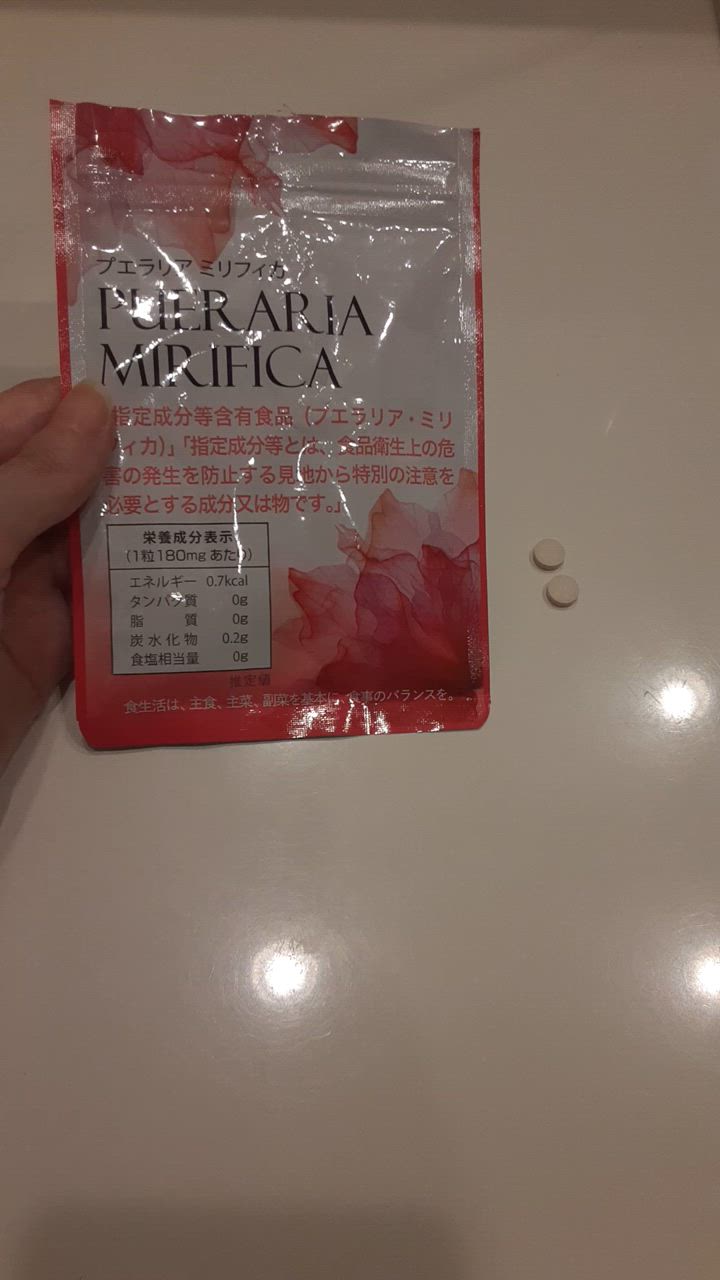 プエラリア ミリフィカ
PUERARIA
MIRIFICA
指定成分等含有食品（プエラリア・ミリ
フィカ）」「指定成分等とは、食品衛生上の危
害の発生を防止する見地から特別の注意を
必要とする成分又は物です。」
栄養成分表示
（1粒180mgあたり）
エネルギー 0.7kcal
タンパク質 0g
脂質 0g
炭水化物 0.2g
食塩相当量 0g
推定値
食生活は、主食、主菜、副菜を基本に、食事のバランスを。